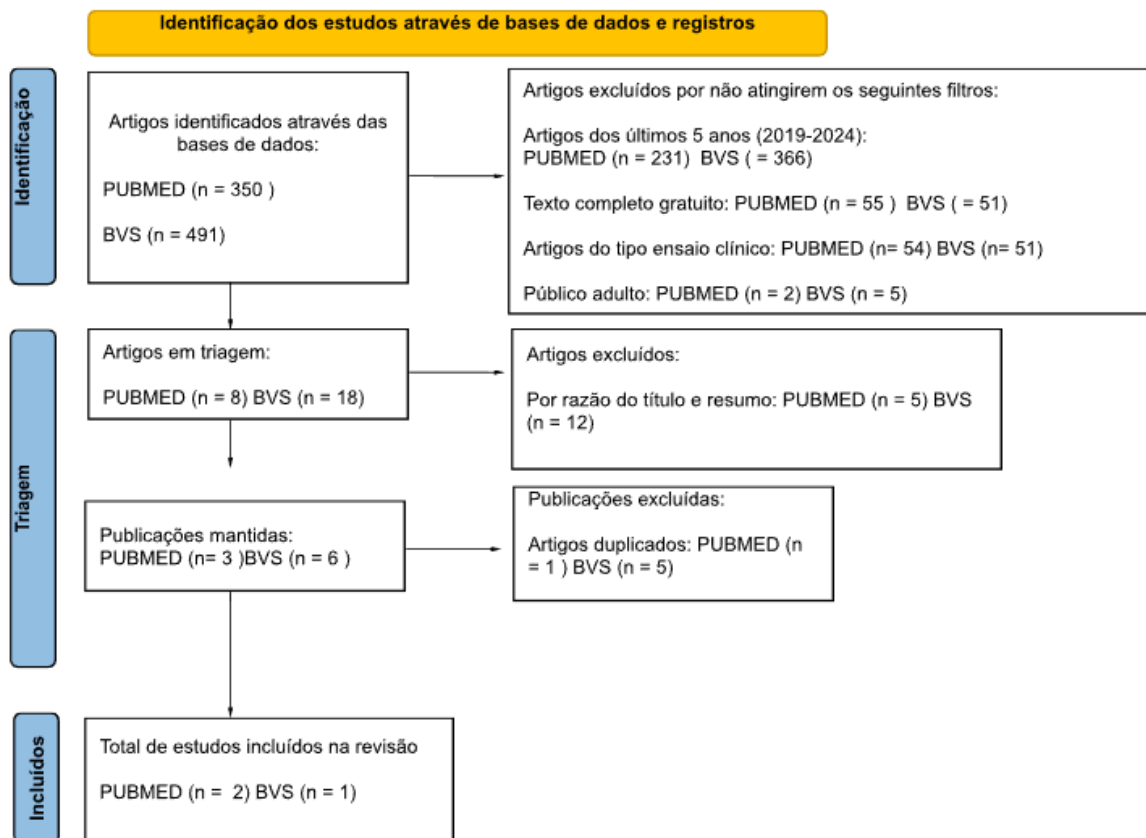 Identificação dos estudos através de bases de dados e registros
Identificação
Artigos identificados através das
bases de dados:
PUBMED (n = 350 )
BVS (n = 491)
Artigos excluídos por não atingirem os seguintes filtros:
Artigos dos últimos 5 anos (2019-2024):
PUBMED (n = 231) BVS ( = 366)
Texto completo gratuito: PUBMED (n = 55 ) BVS ( = 51)
Artigos do tipo ensaio clínico: PUBMED (n= 54) BVS (n= 51)
Público adulto: PUBMED (n = 2) BVS (n = 5)
Triagem
Artigos em triagem:
PUBMED (n = 8) BVS (n = 18)
Artigos excluídos:
Por razão do título e resumo: PUBMED (n = 5) BVS
(n = 12)
Publicações mantidas:
PUBMED (n= 3 )BVS (n = 6 )
Publicações excluídas:
Artigos duplicados: PUBMED (n
= 1 ) BVS (n = 5)
Incluídos
Total de estudos incluídos na revisão
PUBMED (n = 2) BVS (n = 1)